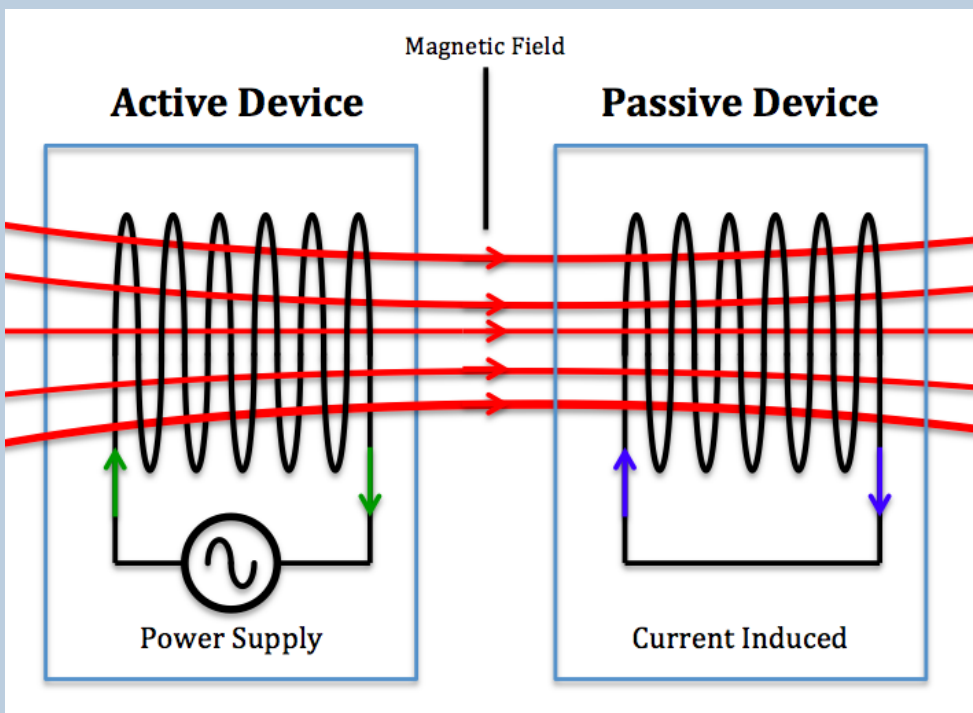 Magnetic Field
Active Device
Passive Device
Power Supply
Current Induced